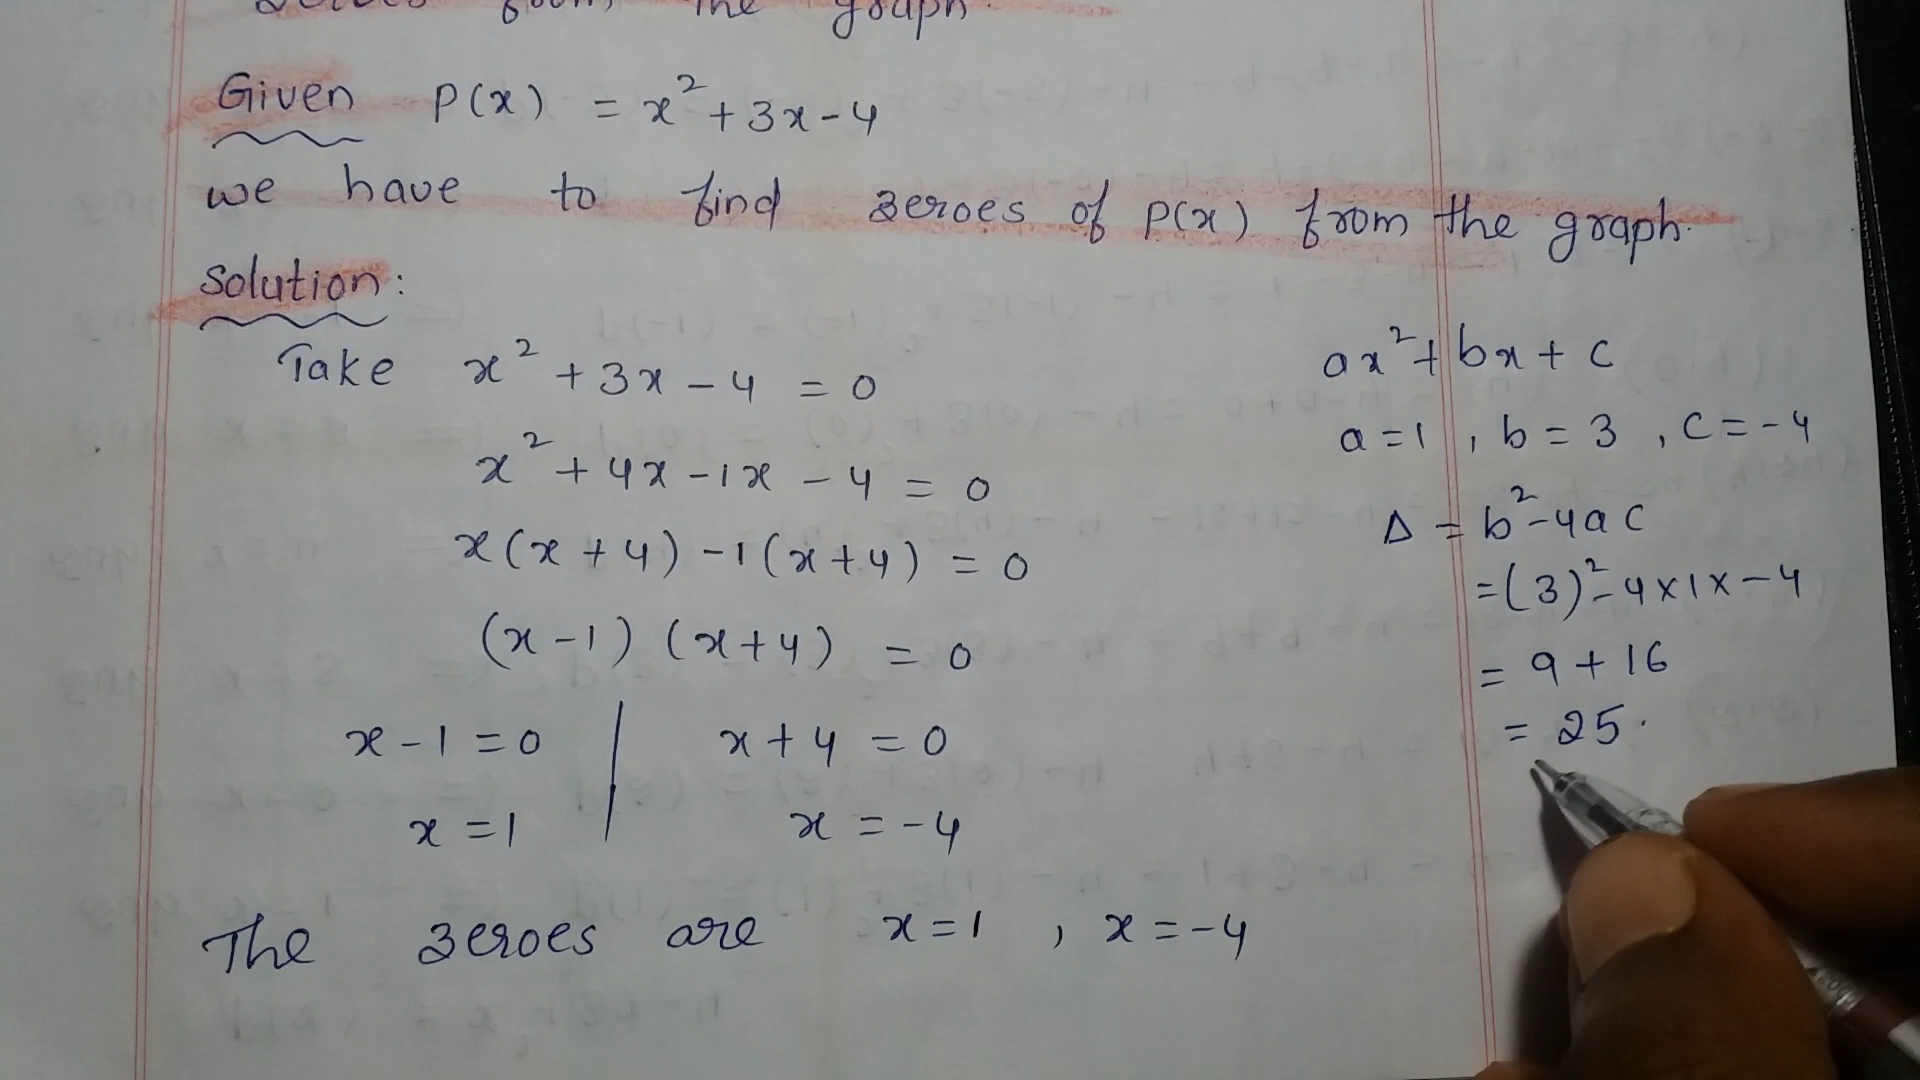 the graph.
Given P(x) = x² + 3x - 4
we have to find zeroes of P(x) from the graph.
Solution:
Take x² + 3x - 4 = 0
x² + 4x - 1x - 4 = 0
x(x + 4) - 1(x + 4) = 0
(x - 1) (x + 4) = 0
x - 1 = 0 | x + 4 = 0
x = 1 | x = -4
The zeroes are x = 1 , x = -4
ax² + bx + c
a = 1 , b = 3 , c = -4
Δ = b² - 4ac
= (3)² - 4 × 1 × -4
= 9 + 16
= 25.